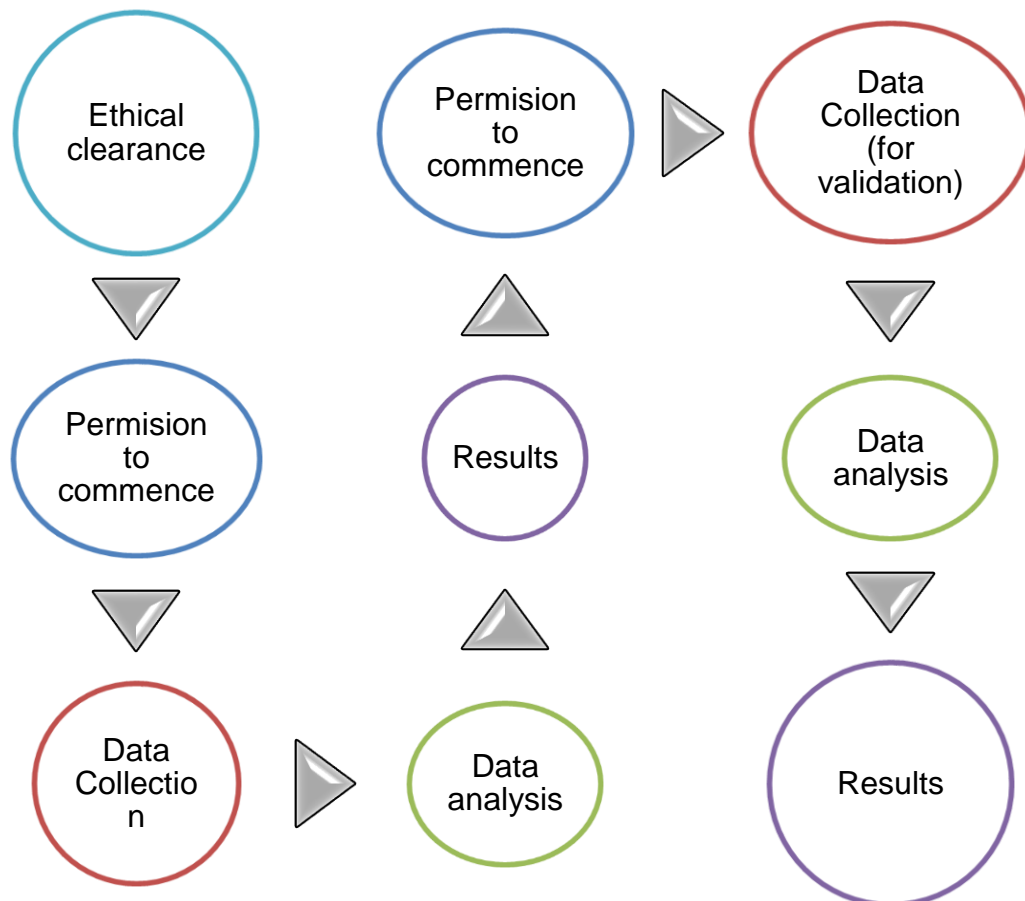 Ethical
clearance
Permision
to
commence
Data
Collectio
n
Data
analysis
Results
Permision
to
commence
Data
Collection
(for
validation)
Data
analysis
Results